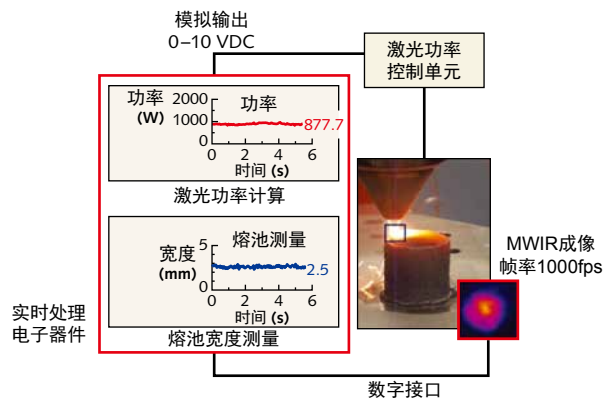 模拟输出
0–10 VDC
激光功率
控制单元
功率
(W)
2000
1000
0
功率
877.7
0 2 4 6
时间 (s)
激光功率计算
宽度
(mm)
5
0
熔池测量
2.5
0 2 4 6
时间 (s)
熔池宽度测量
实时处理
电子器件
MWIR成像
帧率1000fps
数字接口